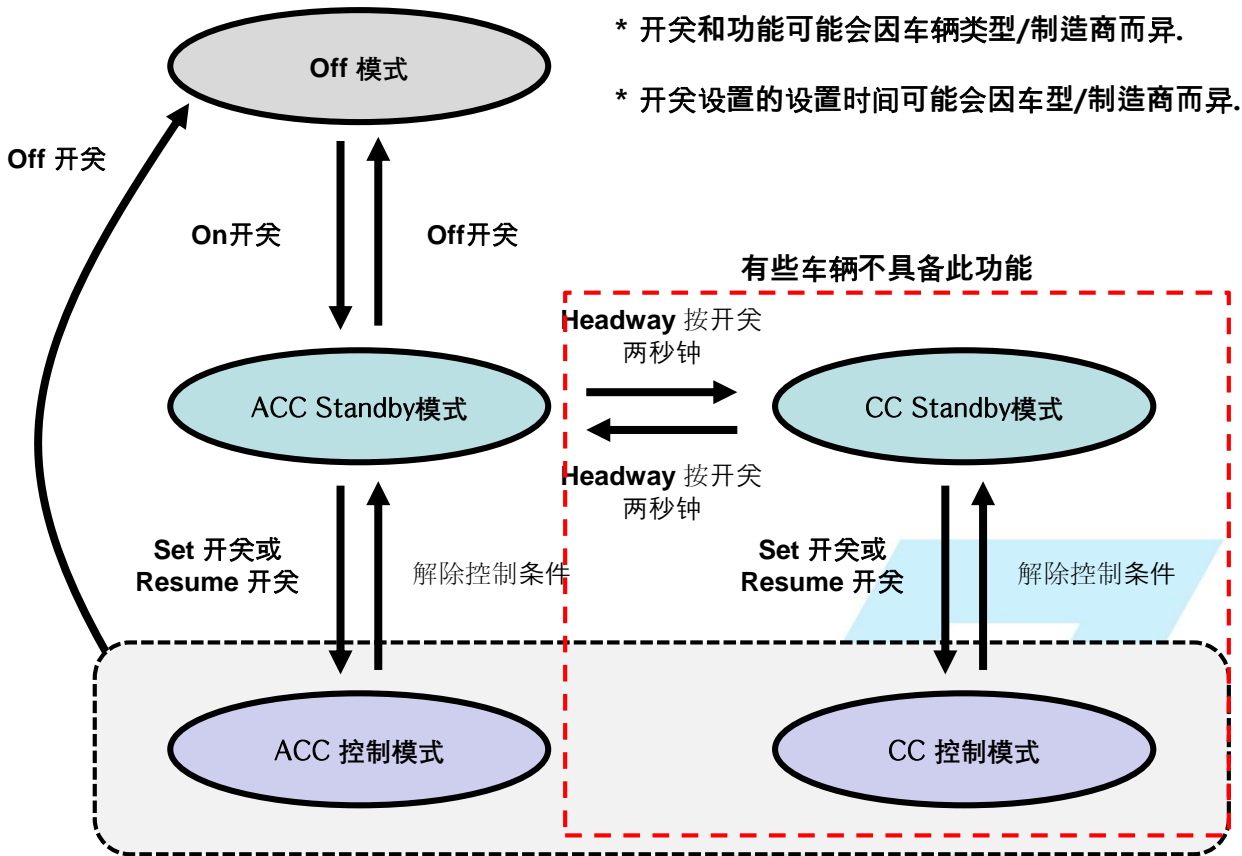 Off 模式
* 开关和功能可能会因车辆类型/制造商而异.
* 开关设置的设置时间可能会因车型/制造商而异.
Off 开关
On开关
Off开关
有些车辆不具备此功能
Headway 按开关
两秒钟
ACC Standby模式
CC Standby模式
Headway 按开关
两秒钟
Set 开关或
Resume 开关
解除控制条件
Set 开关或
Resume 开关
解除控制条件
ACC 控制模式
CC 控制模式